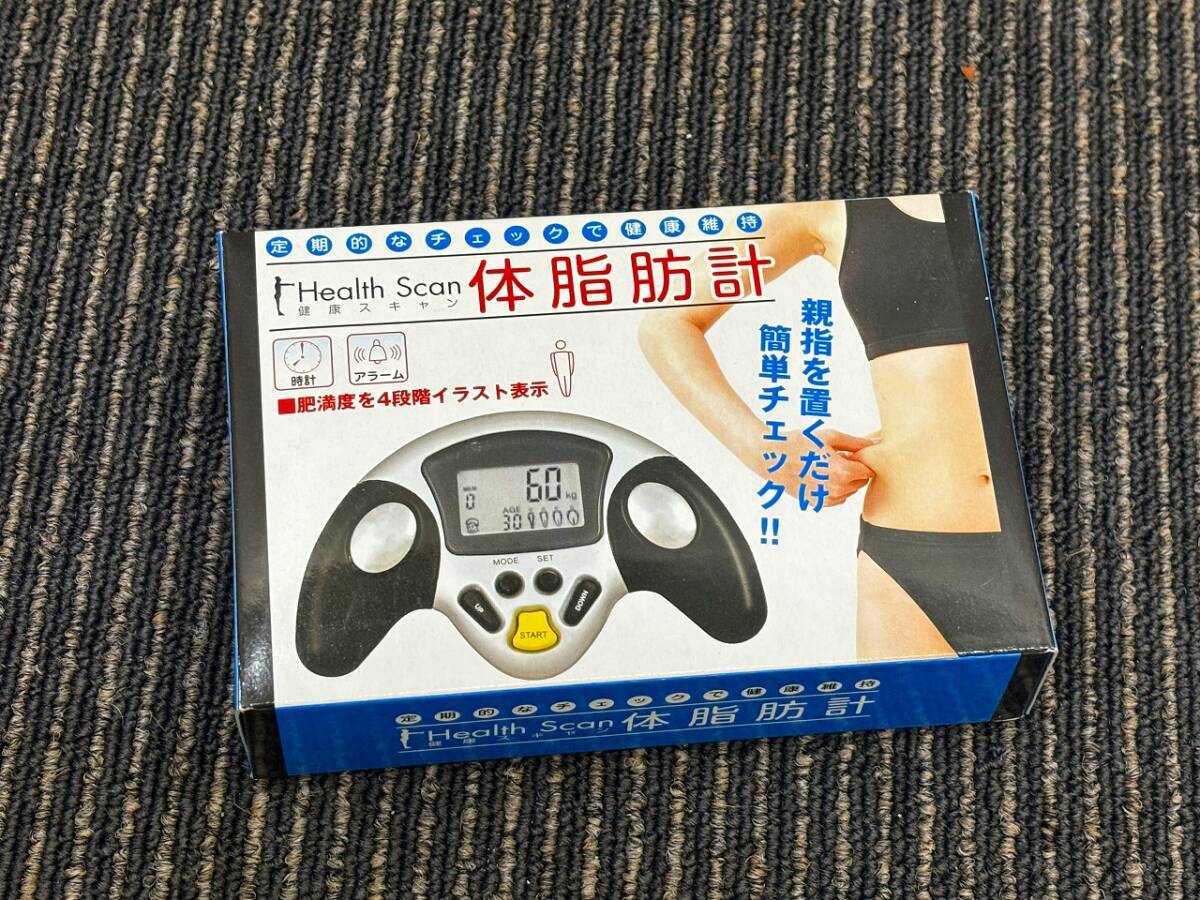 定期的なチェックで健康維持
Health Scan
健康スキャン
体脂肪計
時計
アラーム
■肥満度を4段階イラスト表示
親指を置くだけ
簡単チェック!!
60 kg
0
AGE
30
MODE SET
UP
DOWN
START
定期的なチェックで健康維持
Health Scan
健康スキャン
体脂肪計